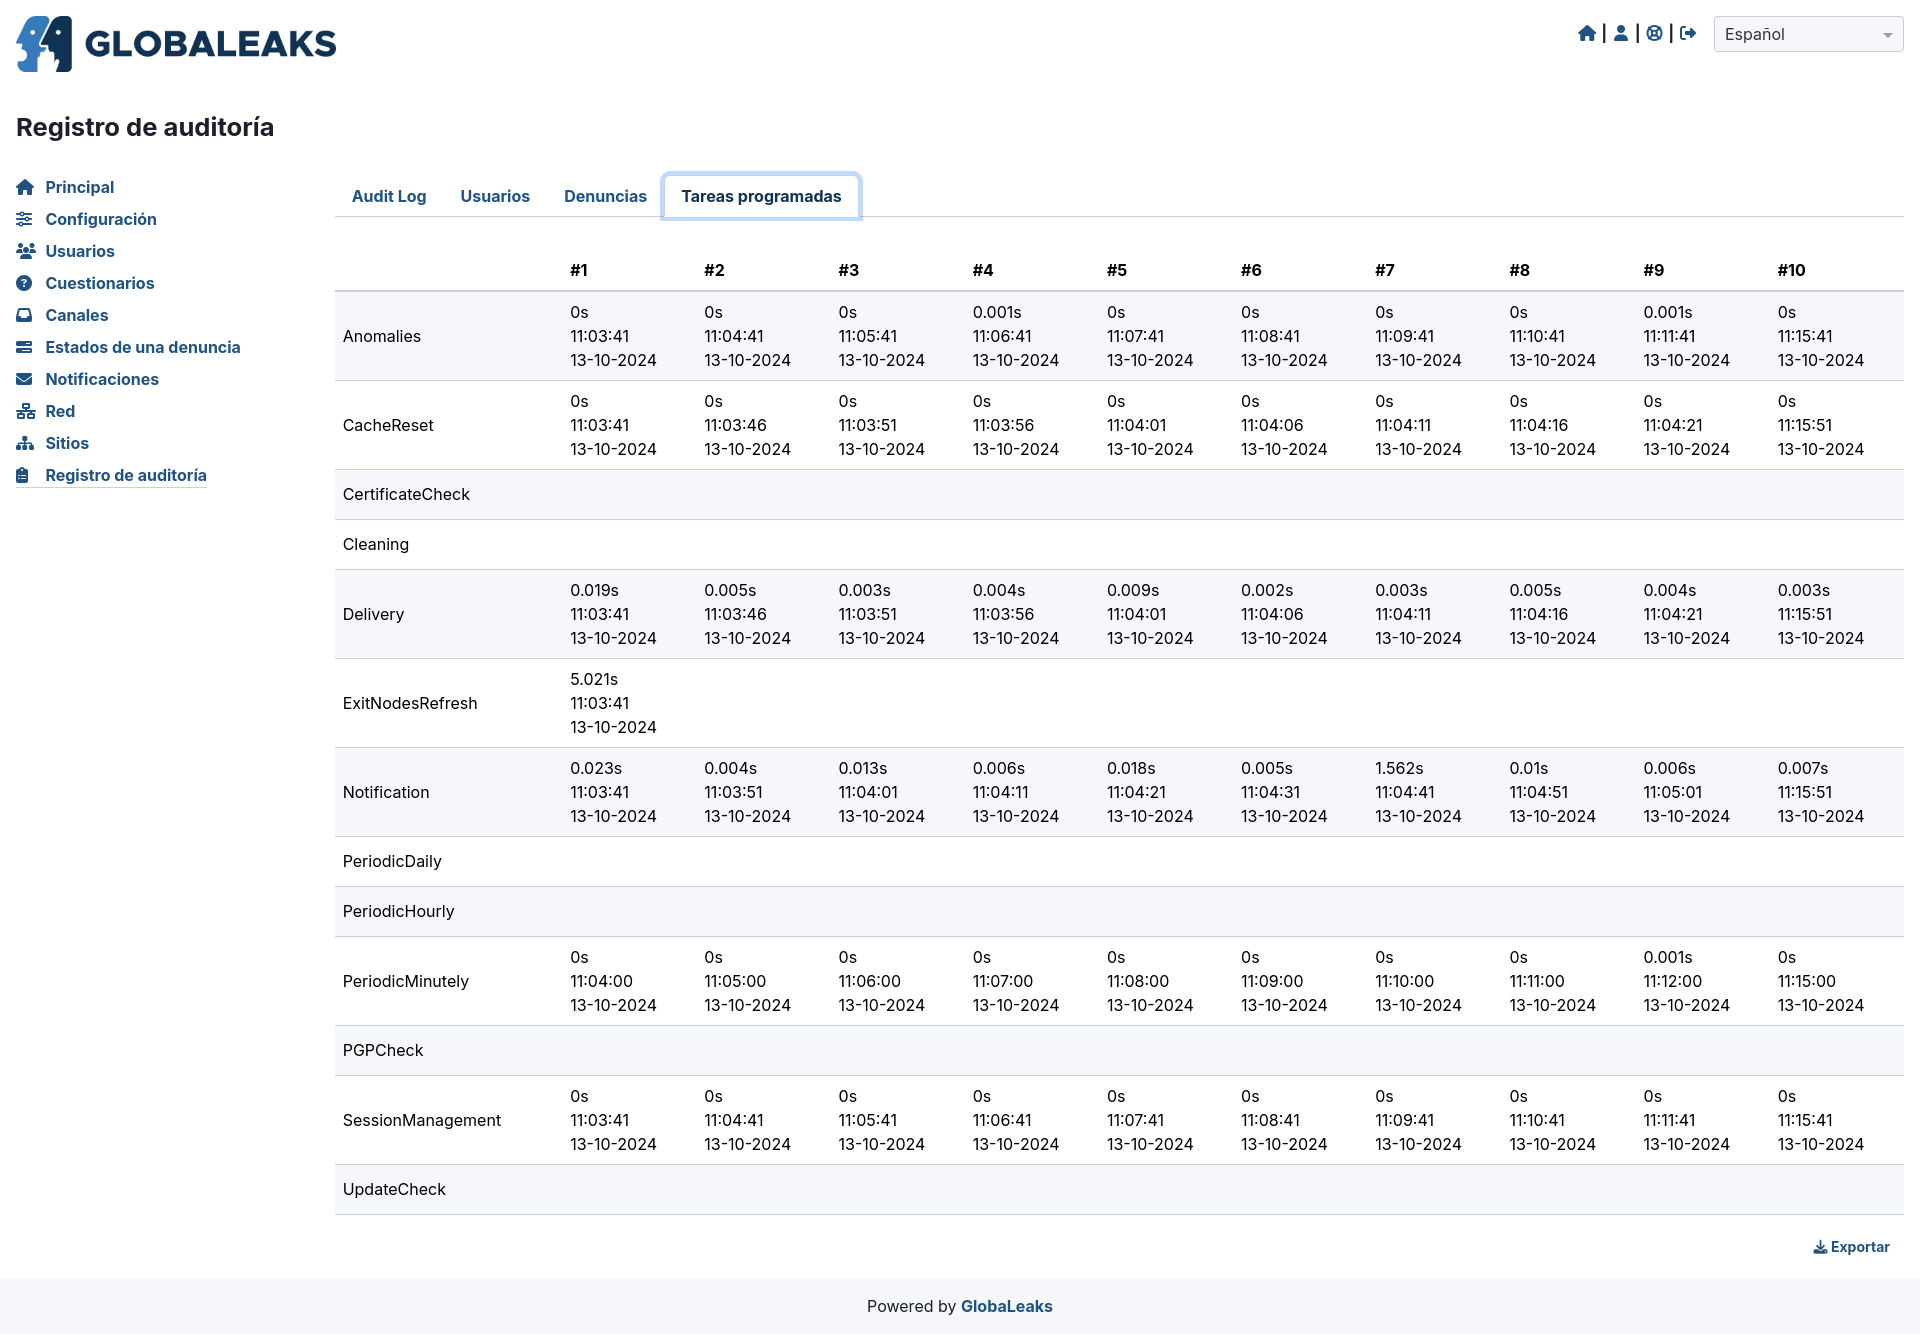 GLOBALEAKS
Español
Registro de auditoría
Principal
Configuración
Usuarios
Cuestionarios
Canales
Estados de una denuncia
Notificaciones
Red
Sitios
Registro de auditoría
Audit Log Usuarios Denuncias Tareas programadas
#1 #2 #3 #4 #5 #6 #7 #8 #9 #10
Anomalies
0s 0s 0s 0.001s 0s 0s 0s 0s 0.001s 0s
11:03:41 11:04:41 11:05:41 11:06:41 11:07:41 11:08:41 11:09:41 11:10:41 11:11:41 11:15:41
13-10-2024 13-10-2024 13-10-2024 13-10-2024 13-10-2024 13-10-2024 13-10-2024 13-10-2024 13-10-2024 13-10-2024
CacheReset
0s 0s 0s 0s 0s 0s 0s 0s 0s 0s
11:03:41 11:03:46 11:03:51 11:03:56 11:04:01 11:04:06 11:04:11 11:04:16 11:04:21 11:15:51
13-10-2024 13-10-2024 13-10-2024 13-10-2024 13-10-2024 13-10-2024 13-10-2024 13-10-2024 13-10-2024 13-10-2024
CertificateCheck
Cleaning
Delivery
0.019s 0.005s 0.003s 0.004s 0.009s 0.002s 0.003s 0.005s 0.004s 0.003s
11:03:41 11:03:46 11:03:51 11:03:56 11:04:01 11:04:06 11:04:11 11:04:16 11:04:21 11:15:51
13-10-2024 13-10-2024 13-10-2024 13-10-2024 13-10-2024 13-10-2024 13-10-2024 13-10-2024 13-10-2024 13-10-2024
ExitNodesRefresh
5.021s
11:03:41
13-10-2024
Notification
0.023s 0.004s 0.013s 0.006s 0.018s 0.005s 1.562s 0.01s 0.006s 0.007s
11:03:41 11:03:51 11:04:01 11:04:11 11:04:21 11:04:31 11:04:41 11:04:51 11:05:01 11:15:51
13-10-2024 13-10-2024 13-10-2024 13-10-2024 13-10-2024 13-10-2024 13-10-2024 13-10-2024 13-10-2024 13-10-2024
PeriodicDaily
PeriodicHourly
PeriodicMinutely
0s 0s 0s 0s 0s 0s 0s 0s 0.001s 0s
11:04:00 11:05:00 11:06:00 11:07:00 11:08:00 11:09:00 11:10:00 11:11:00 11:12:00 11:15:00
13-10-2024 13-10-2024 13-10-2024 13-10-2024 13-10-2024 13-10-2024 13-10-2024 13-10-2024 13-10-2024 13-10-2024
PGPCheck
SessionManagement
0s 0s 0s 0s 0s 0s 0s 0s 0s 0s
11:03:41 11:04:41 11:05:41 11:06:41 11:07:41 11:08:41 11:09:41 11:10:41 11:11:41 11:15:41
13-10-2024 13-10-2024 13-10-2024 13-10-2024 13-10-2024 13-10-2024 13-10-2024 13-10-2024 13-10-2024 13-10-2024
UpdateCheck
Exportar
Powered by GlobaLeaks